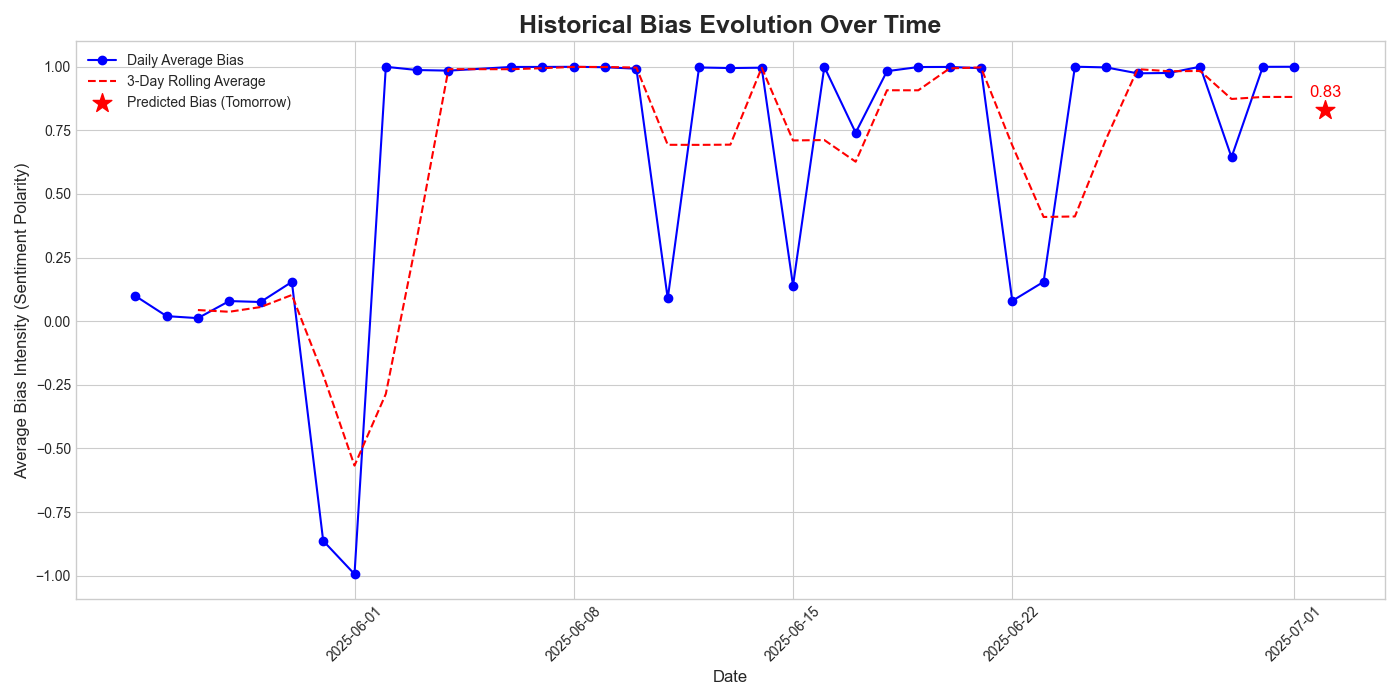 Historical Bias Evolution Over Time
Daily Average Bias
3-Day Rolling Average
Predicted Bias (Tomorrow)
0.83
1.00
0.75
0.50
0.25
0.00
−0.25
−0.50
−0.75
−1.00
Average Bias Intensity (Sentiment Polarity)
2025-06-01
2025-06-08
2025-06-15
2025-06-22
2025-07-01
Date